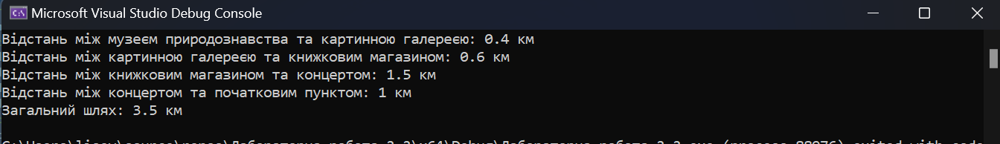 Microsoft Visual Studio Debug Console
Відстань між музеєм природознавства та картинною галереєю: 0.4 км
Відстань між картинною галереєю та книжковим магазином: 0.6 км
Відстань між книжковим магазином та концертом: 1.5 км
Відстань між концертом та початковим пунктом: 1 км
Загальний шлях: 3.5 км